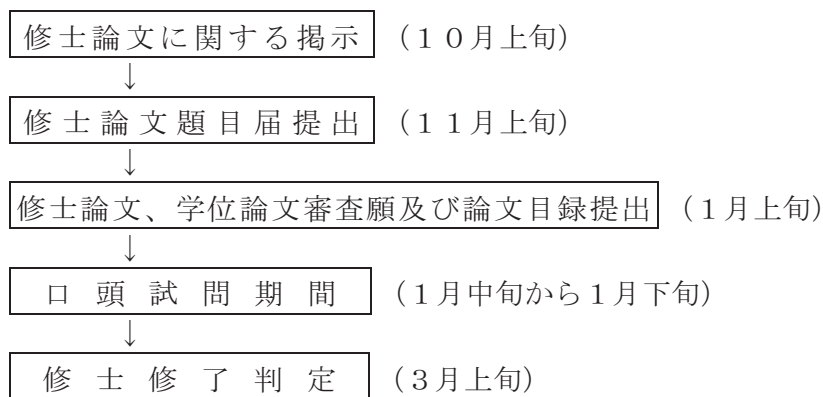 修士論文に関する掲示 （１０月上旬）
↓
修士論文題目届提出 （１１月上旬）
↓
修士論文、学位論文審査願及び論文目録提出 （１月上旬）
↓
口頭試問期間 （１月中旬から１月下旬）
↓
修士修了判定 （３月上旬）